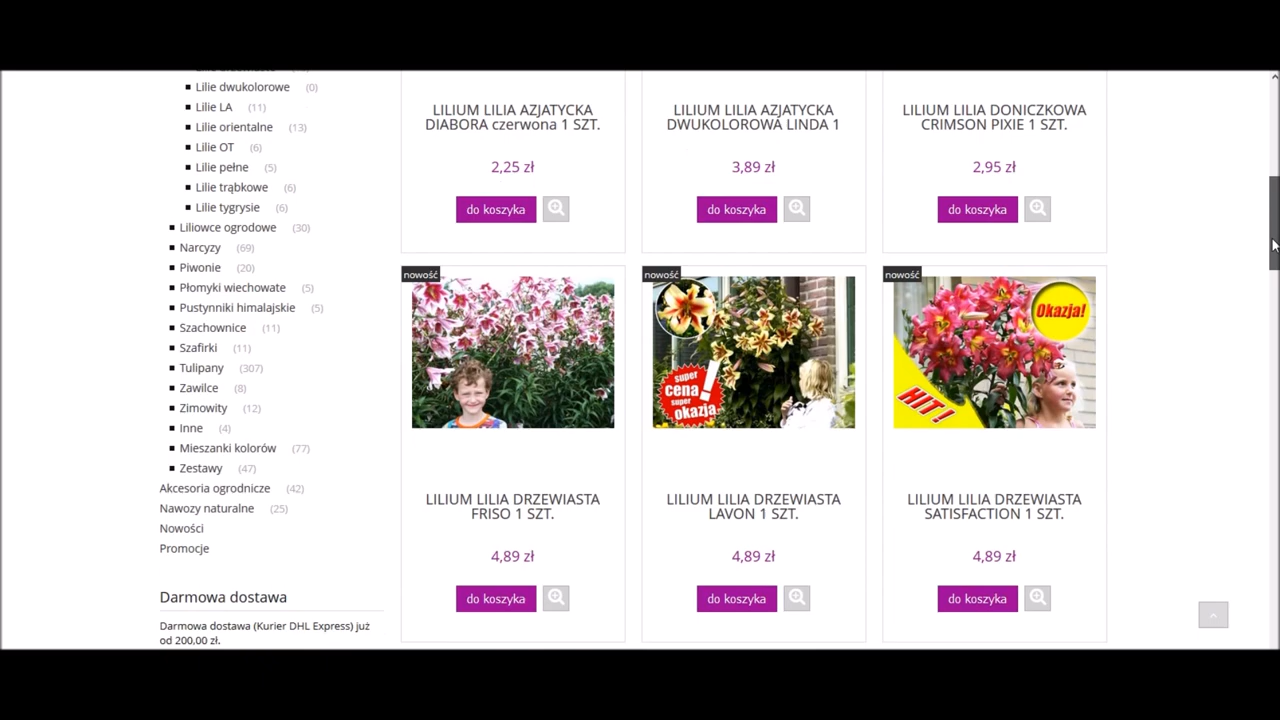 Lilie dwukolorowe (0)
Lilie LA (11)
Lilie orientalne (13)
Lilie OT (6)
Lilie pełne (5)
Lilie trąbkowe (6)
Lilie tygrysie (6)
Liliowce ogrodowe (30)
Narcyzy (69)
Piwonie (20)
Płomyki wiechowate (5)
Pustynniki himalajskie (5)
Szachownice (11)
Szafirki (11)
Tulipany (307)
Zawilce (8)
Zimowity (12)
Inne (4)
Mieszanki kolorów (77)
Zestawy (47)
Akcesoria ogrodnicze (42)
Nawozy naturalne (25)
Nowości
Promocje
Darmowa dostawa
Darmowa dostawa (Kurier DHL Express) już
od 200,00 zł.
LILIUM LILIA AZJATYCKA
DIABORA czerwona 1 SZT.
2,25 zł
do koszyka
LILIUM LILIA AZJATYCKA
DWUKOLOROWA LINDA 1
3,89 zł
do koszyka
LILIUM LILIA DONICZKOWA
CRIMSON PIXIE 1 SZT.
2,95 zł
do koszyka
nowość
LILIUM LILIA DRZEWIASTA
FRISO 1 SZT.
4,89 zł
do koszyka
nowość
super
cena
super
okazja
!
LILIUM LILIA DRZEWIASTA
LAVON 1 SZT.
4,89 zł
do koszyka
nowość
Okazja!
HIT!
LILIUM LILIA DRZEWIASTA
SATISFACTION 1 SZT.
4,89 zł
do koszyka